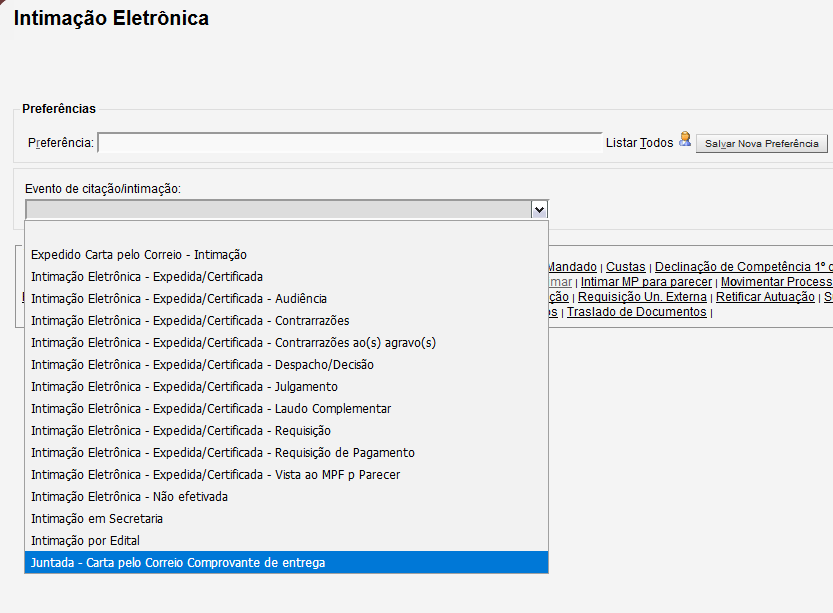 Intimação Eletrônica
Preferências
Preferência: Listar Todos Salvar Nova Preferência
Evento de citação/intimação:
Expedido Carta pelo Correio - Intimação
Intimação Eletrônica - Expedida/Certificada
Intimação Eletrônica - Expedida/Certificada - Audiência
Intimação Eletrônica - Expedida/Certificada - Contrarrazões
Intimação Eletrônica - Expedida/Certificada - Contrarrazões ao(s) agravo(s)
Intimação Eletrônica - Expedida/Certificada - Despacho/Decisão
Intimação Eletrônica - Expedida/Certificada - Julgamento
Intimação Eletrônica - Expedida/Certificada - Laudo Complementar
Intimação Eletrônica - Expedida/Certificada - Requisição
Intimação Eletrônica - Expedida/Certificada - Requisição de Pagamento
Intimação Eletrônica - Expedida/Certificada - Vista ao MPF p Parecer
Intimação Eletrônica - Não efetivada
Intimação em Secretaria
Intimação por Edital
Juntada - Carta pelo Correio Comprovante de entrega
Mandado | Custas | Declinação de Competência 1º
mar | Intimar MP para parecer | Movimentar Process
ção | Requisição Un. Externa | Retificar Autuação | S
os | Traslado de Documentos |